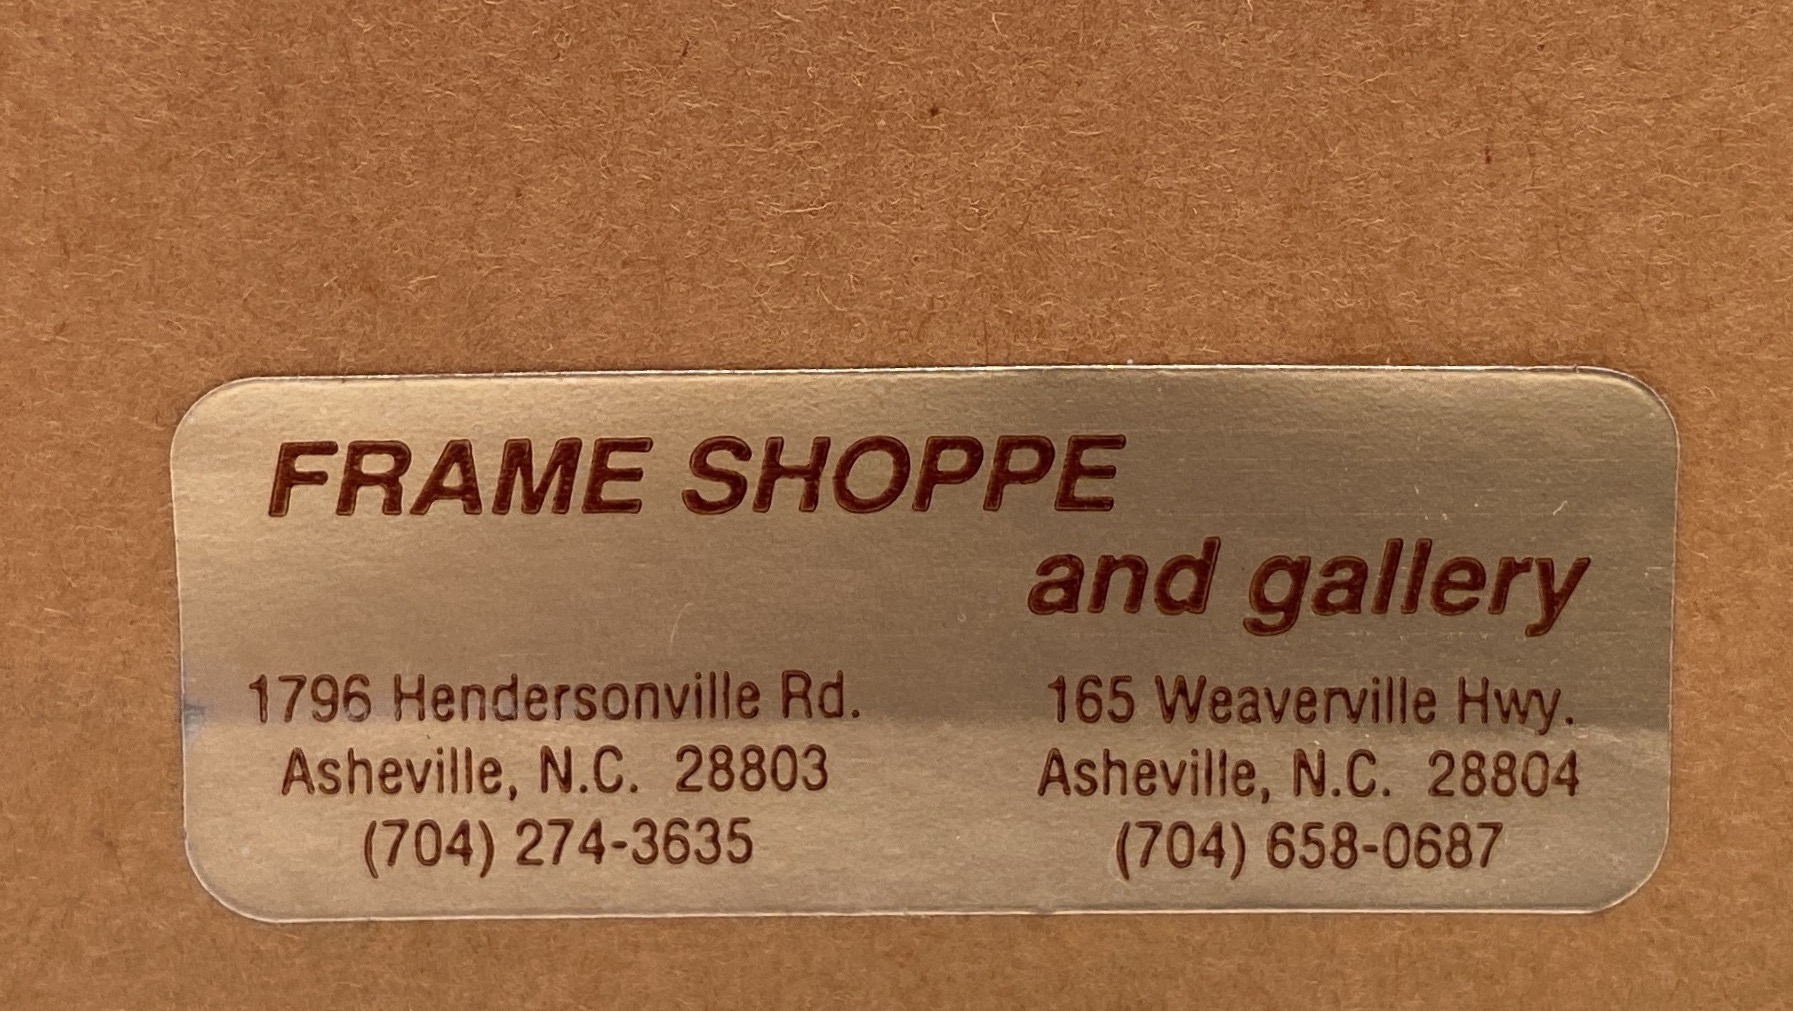 FRAME SHOPPE
and gallery
1796 Hendersonville Rd.
Asheville, N.C. 28803
(704) 274-3635
165 Weaverville Hwy.
Asheville, N.C. 28804
(704) 658-0687